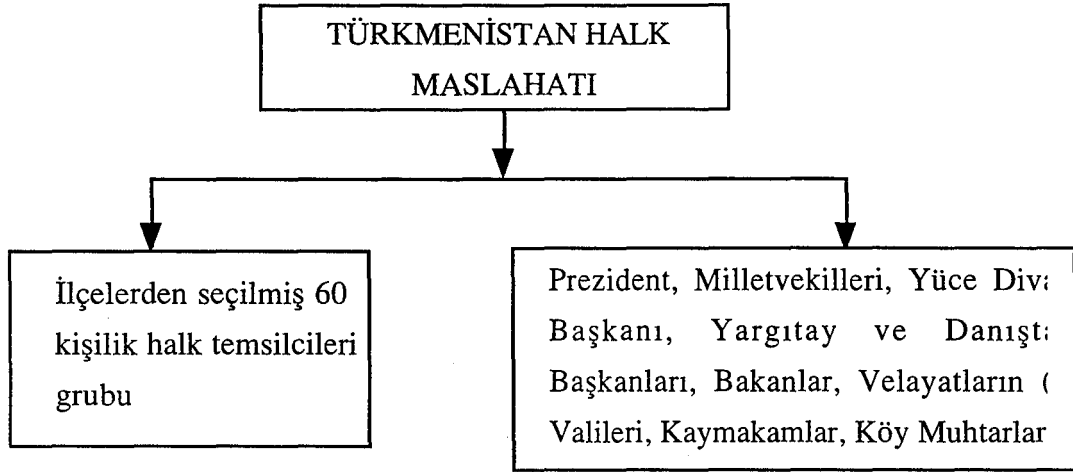 TÜRKMENİSTAN HALK
MASLAHATI
İlçelerden seçilmiş 60
kişilik halk temsilcileri
grubu
Prezident, Milletvekilleri, Yüce
Başkanı, Yargıtay ve
Başkanları, Bakanlar, Velayatların (
Valileri, Kaymakamlar, Köy